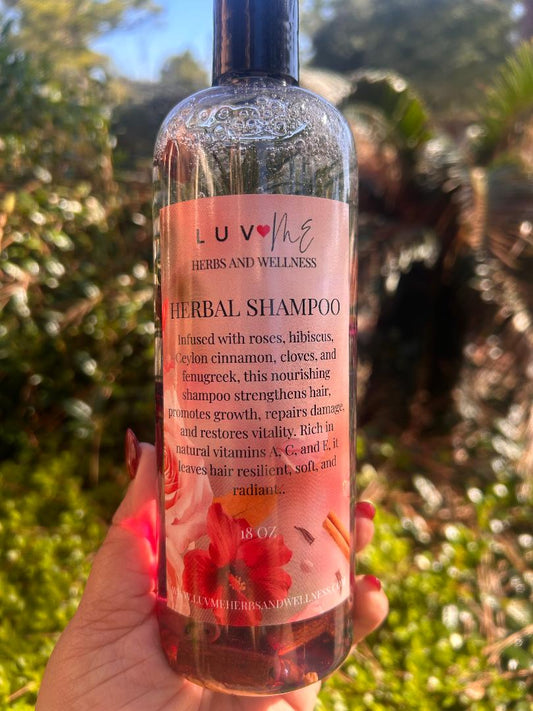 LUV ME
HERBS AND WELLNESS
HERBAL SHAMPOO
Infused with roses, hibiscus,
Ceylon cinnamon, cloves, and
fenugreek, this nourishing
shampoo strengthens hair,
promotes growth, repairs damage,
and restores vitality. Rich in
natural vitamins A, C, and E, it
leaves hair resilient, soft, and
radiant..
18 OZ